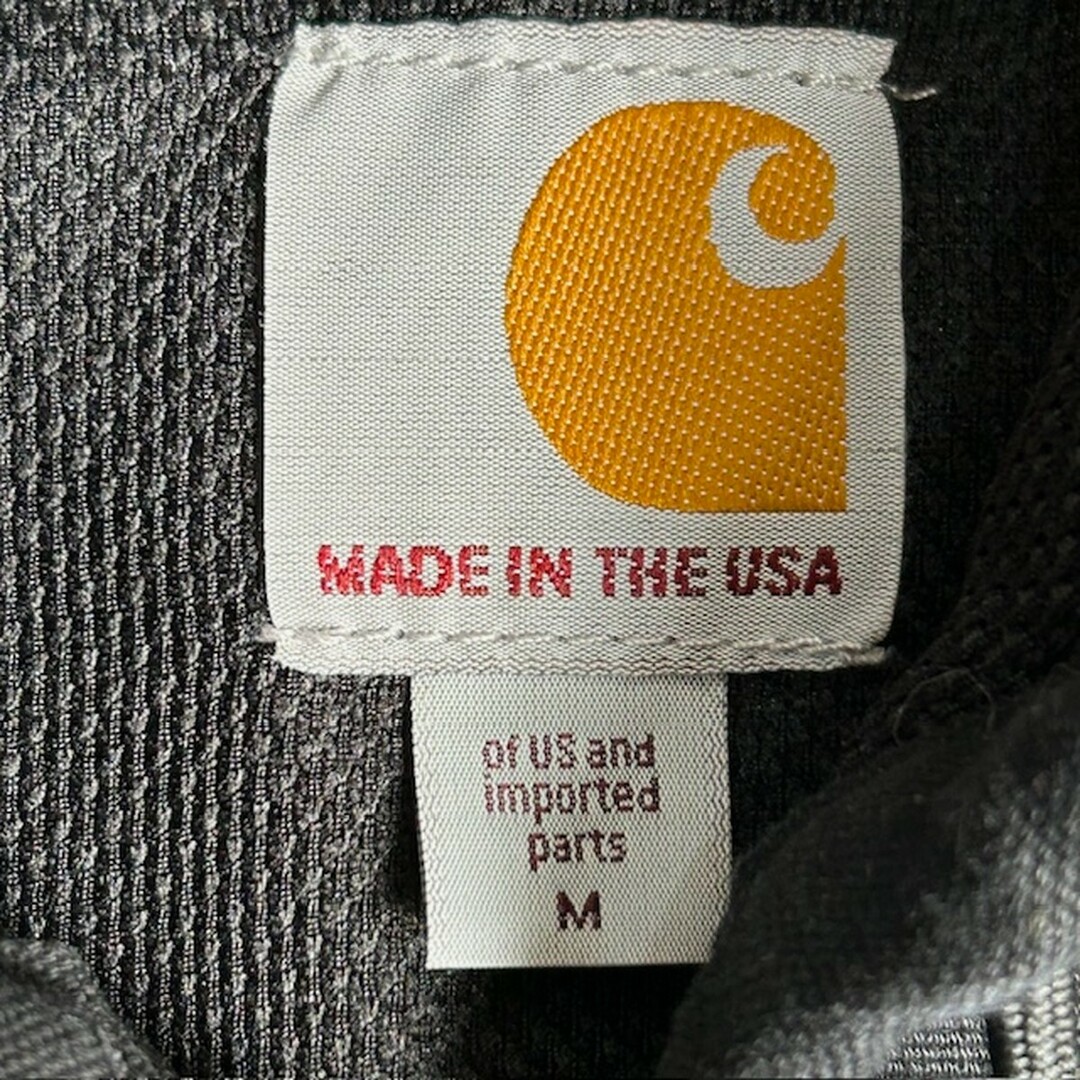 MADE IN THE USA
of US and
imported
parts
M